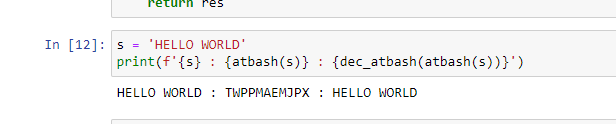 return res
In [12]: s = 'HELLO WORLD'
print(f'{s} : {atbash(s)} : {dec_atbash(atbash(s))}')
HELLO WORLD : TWPPMAEMJPX : HELLO WORLD